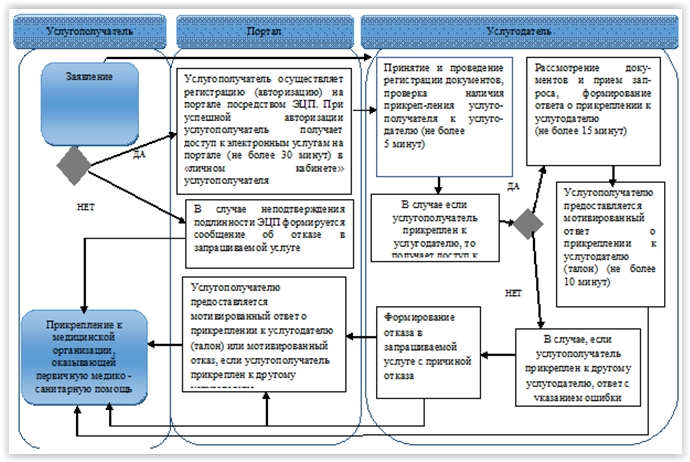 Услугополучатель
Портал
Услугодатель
Заявление
ДА
НЕТ
Услугополучатель осуществляет
регистрацию (авторизацию) на
портале посредством ЭЦП. При
успешной авторизации
услугополучатель получает
доступ к электронным услугам на
портале (не более 30 минут) в
«личном кабинете»
услугополучателя
В случае неподтверждения
подлинности ЭЦП формируется
сообщение об отказе в
запрашиваемой услуге
Принятие и проведение
регистрации документов,
проверка наличия
прикреп-ления услуго-
получателя к услуго-
дателю (не более
5 минут)
Рассмотрение доку-
ментов и прием зап-
роса, формирование
ответа о прикреплении к
услугодателю
(не более 15 минут)
ДА
В случае если
услугополучатель
прикреплен к
услугодателю, то
получает доступ к
Услугополучателю
предоставляется
мотивированный
ответ о
прикреплении к
услугодателю
(талон) (не более
10 минут)
НЕТ
Прикрепление к
медицинской
организации,
оказывающей
первичную медико-
санитарную помощь
Услугополучателю
предоставляется
мотивированный ответ о
прикреплении к услугодателю
(талон) или мотивированный
отказ, если услугополучатель
прикреплен к другому
Формирование
отказа в
запрашиваемой
услуге с причиной
отказа
В случае, если
услугополучатель
прикреплен к другому
услугодателю, ответ с
указанием ошибки